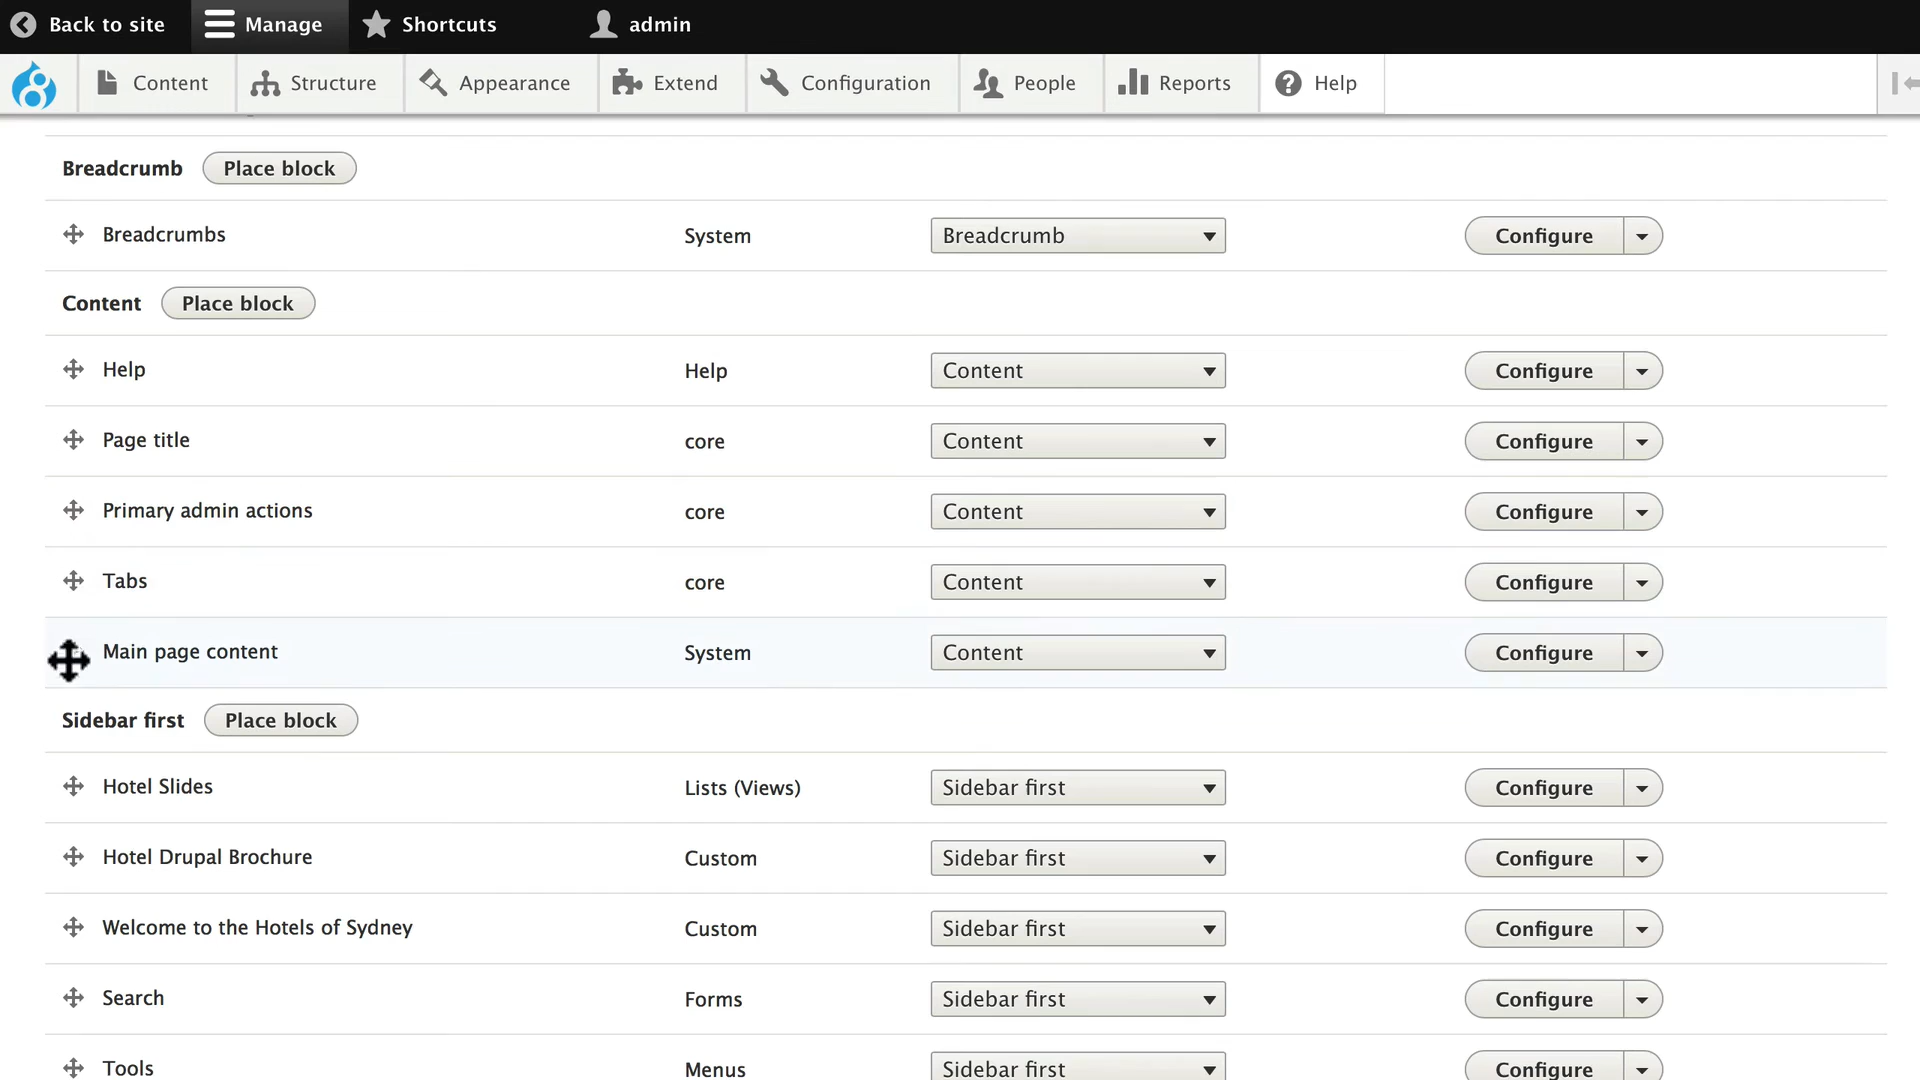 Back to site Manage Shortcuts admin
Content Structure Appearance Extend Configuration People Reports Help
Breadcrumb Place block
Breadcrumbs System Breadcrumb Configure
Content Place block
Help Help Content Configure
Page title core Content Configure
Primary admin actions core Content Configure
Tabs core Content Configure
Main page content System Content Configure
Sidebar first Place block
Hotel Slides Lists (Views) Sidebar first Configure
Hotel Drupal Brochure Custom Sidebar first Configure
Welcome to the Hotels of Sydney Custom Sidebar first Configure
Search Forms Sidebar first Configure
Tools Menus Sidebar first Configure